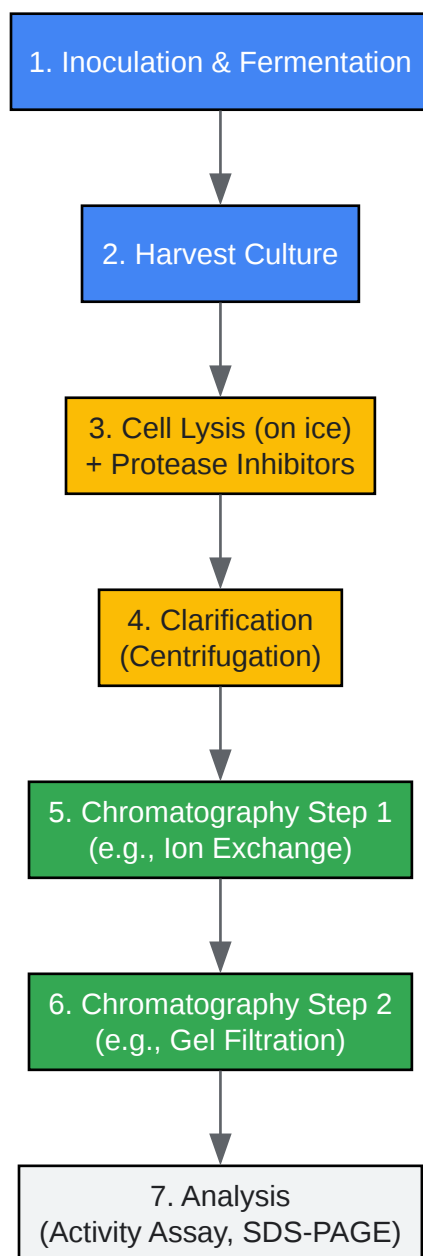 1. Inoculation & Fermentation
2. Harvest Culture
3. Cell Lysis (on ice)
+ Protease Inhibitors
4. Clarification
(Centrifugation)
5. Chromatography Step 1
(e.g., Ion Exchange)
6. Chromatography Step 2
(e.g., Gel Filtration)
7. Analysis
(Activity Assay, SDS-PAGE)